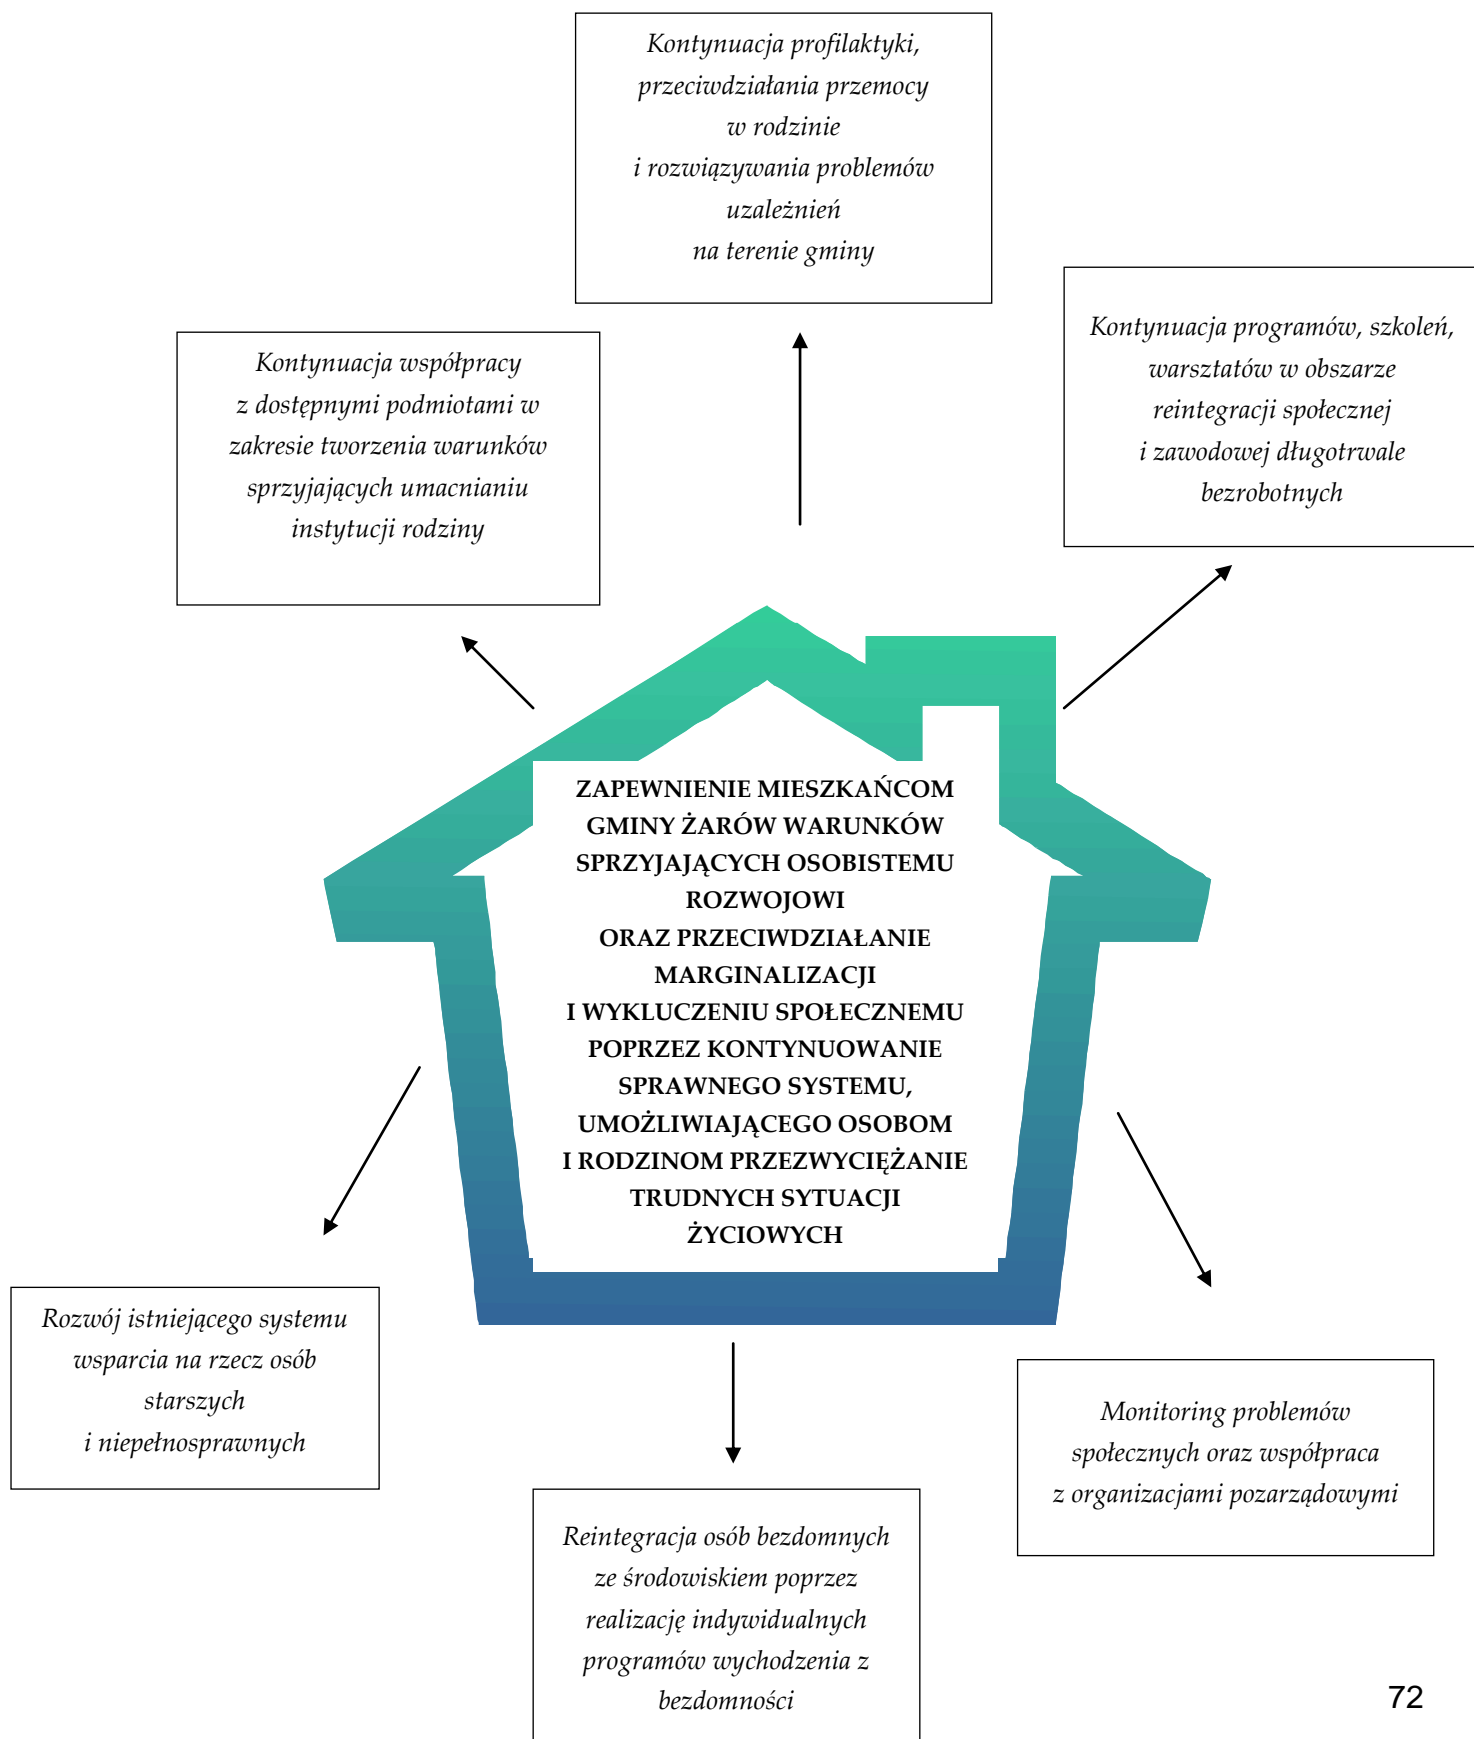 Kontynuacja profilaktyki,
przeciwdziałania przemocy
w rodzinie
i rozwiązywania problemów
uzależnień
na terenie gminy
Kontynuacja współpracy
z dostępnymi podmiotami w
zakresie tworzenia warunków
sprzyjających umacnianiu
instytucji rodziny
Kontynuacja programów, szkoleń,
warsztatów w obszarze
reintegracji społecznej
i zawodowej długotrwale
bezrobotnych
ZAPEWNIENIE MIESZKAŃCOM
GMINY ŻARÓW WARUNKÓW
SPRZYJAJĄCYCH OSOBISTEMU
ROZWOJOWI
ORAZ PRZECIWDZIAŁANIE
MARGINALIZACJI
I WYKLUCZENIU SPOŁECZNEMU
POPRZEZ KONTYNUOWANIE
SPRAWNEGO SYSTEMU,
UMOŻLIWIAJĄCEGO OSOBOM
I RODZINOM PRZEZWYCIĘŻANIE
TRUDNYCH SYTUACJI
ŻYCIOWYCH
Rozwój istniejącego systemu
wsparcia na rzecz osób
starszych
i niepełnosprawnych
Reintegracja osób bezdomnych
ze środowiskiem poprzez
realizację indywidualnych
programów wychodzenia z
bezdomności
Monitoring problemów
społecznych oraz współpraca
z organizacjami pozarządowymi
72